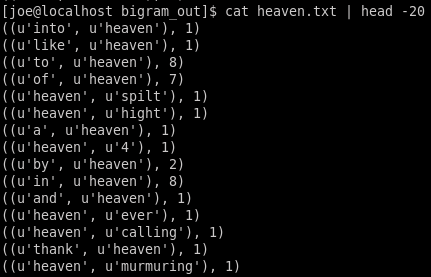 [joe@localhost bigram_out]$ cat heaven.txt | head -20
((u'into', u'heaven'), 1)
((u'like', u'heaven'), 1)
((u'to', u'heaven'), 8)
((u'of', u'heaven'), 7)
((u'heaven', u'spilt'), 1)
((u'heaven', u'hight'), 1)
((u'a', u'heaven'), 1)
((u'heaven', u'4'), 1)
((u'by', u'heaven'), 2)
((u'in', u'heaven'), 8)
((u'and', u'heaven'), 1)
((u'heaven', u'ever'), 1)
((u'heaven', u'calling'), 1)
((u'thank', u'heaven'), 1)
((u'heaven', u'murmuring'), 1)